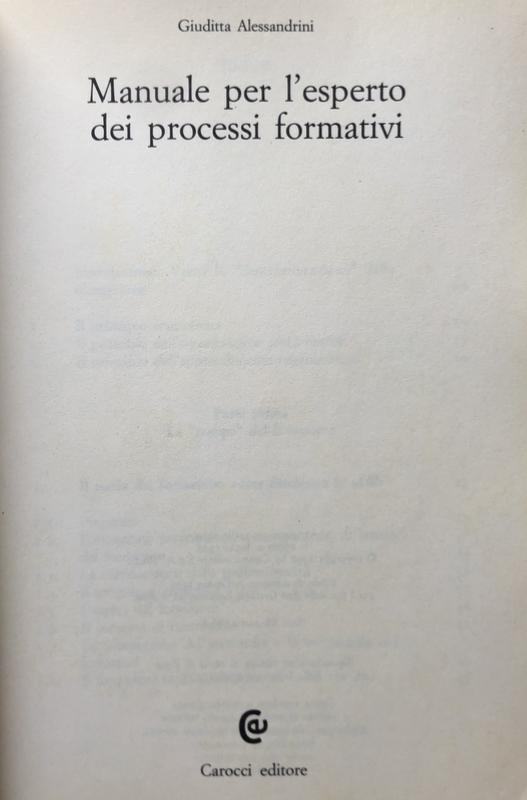 Giuditta Alessandrini
Manuale per l'esperto
dei processi formativi
Carocci editore